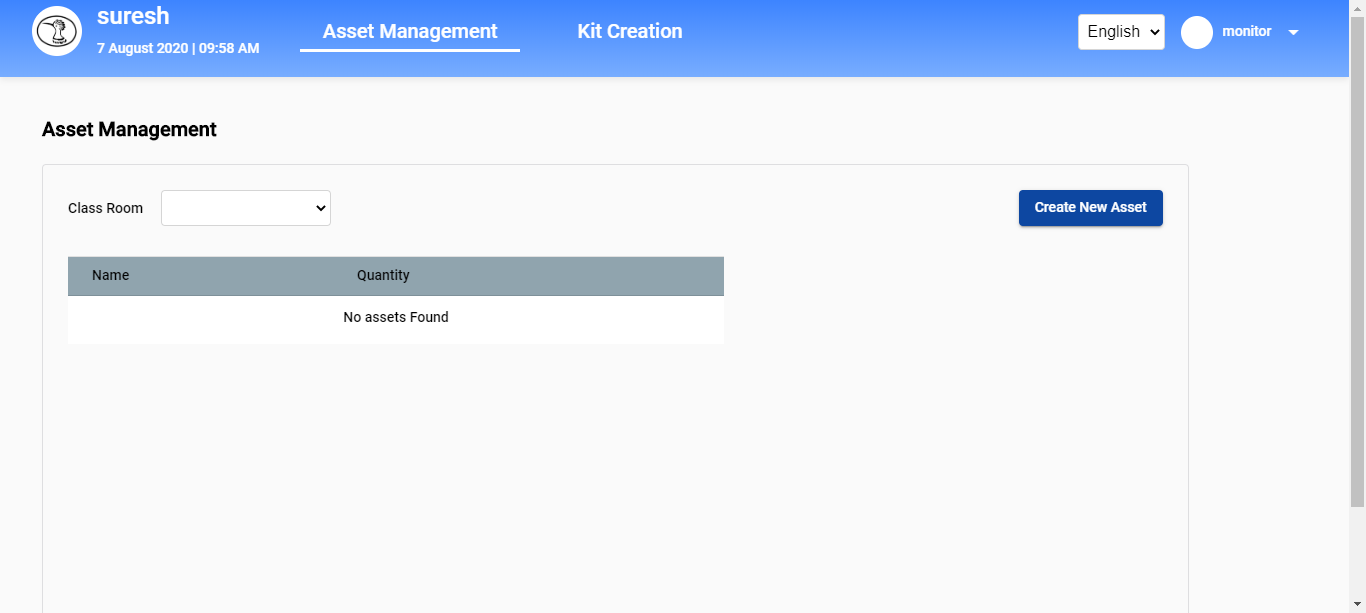 suresh
7 August 2020 | 09:58 AM
Asset Management
Kit Creation
English
monitor
Asset Management
Class Room
Create New Asset
Name Quantity
No assets Found